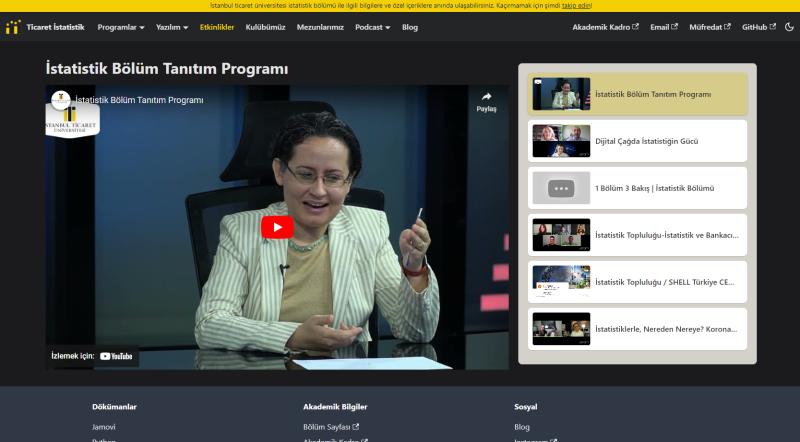 İstanbul ticaret üniversitesi istatistik bölümü ile ilgili bilgilere ve özel içeriklere anında ulaşabilirsiniz. Kaçırmamak için şimdi takip edin!
Ticaret İstatistik Programlar Yazılım Etkinlikler Kulübümüz Mezunlarımız Podcast Blog Akademik Kadro Email Müfredat GitHub
İstatistik Bölüm Tanıtım Programı
İstatistik Bölüm Tanıtım Programı
Paylaş
İSTANBUL TİCARET
ÜNİVERSİTESİ
İzlemek için: YouTube
İstatistik Bölüm Tanıtım Programı
Dijital Çağda İstatistiğin Gücü
1 Bölüm 3 Bakış | İstatistik Bölümü
İstatistik Topluluğu-İstatistik ve Bankacı...
İstatistik Topluluğu / SHELL Türkiye CE...
İstatistiklerle, Nereden Nereye? Korona...
Dökümanlar
Jamovi
Python
Akademik Bilgiler
Bölüm Sayfası
Akademik Kadro
Sosyal
Blog
Instagram